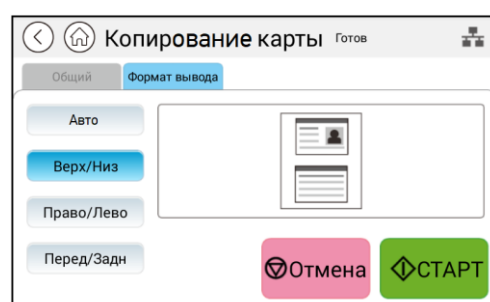 Копирование карты Готов
Общий Формат вывода
Авто
Верх/Низ
Право/Лево
Перед/Задн
Отмена СТАРТ